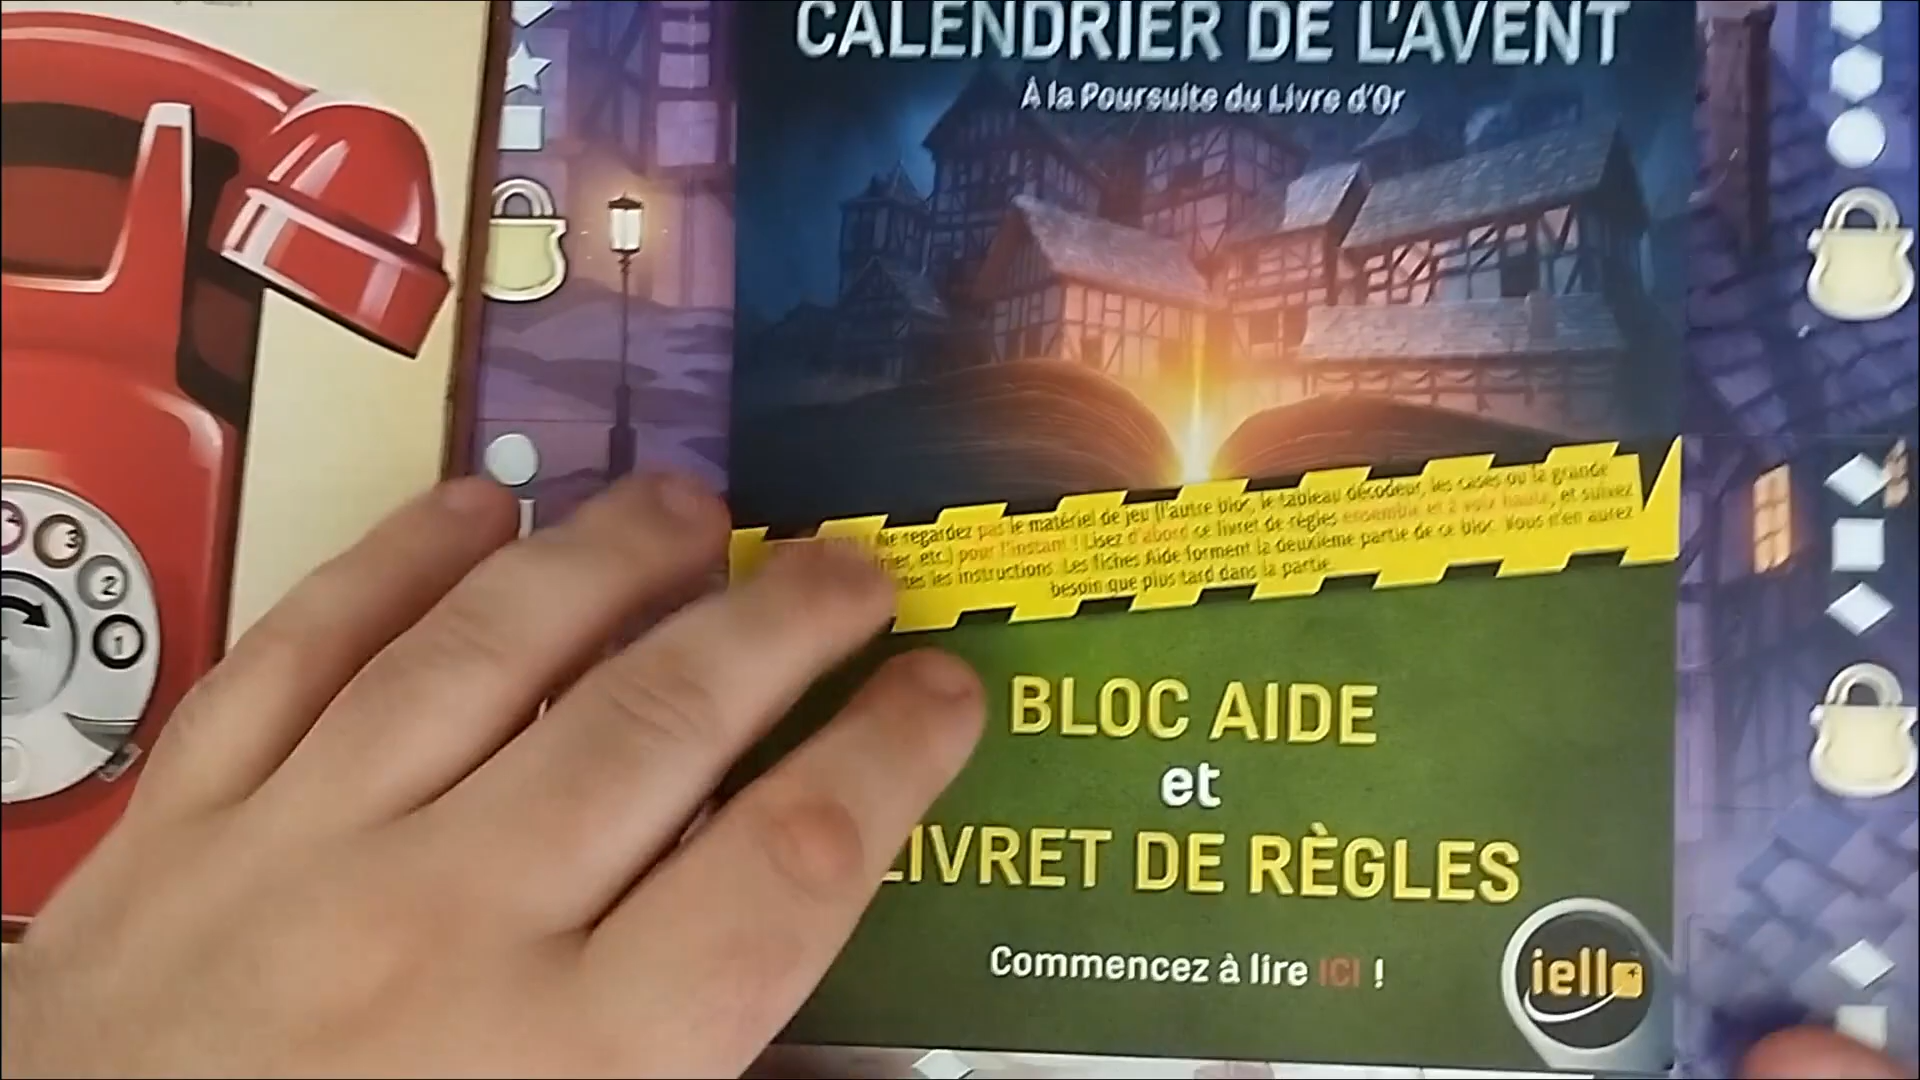 CALENDRIER DE L'AVENT
À la Poursuite du Livre d'Or
Ne regardez pas le matériel de jeu (l'autre bloc, le tableau décodeur, les cases ou la grande
etc.) pour l'instant ! Lisez d'abord ce livret de règles ensemble et à voix haute, et suivez
les instructions. Les fiches Aide forment la deuxième partie de ce bloc. Vous n'en aurez
besoin que plus tard dans la partie.
BLOC AIDE
et
LIVRET DE RÈGLES
Commencez à lire ICI !
iello
3
2
1